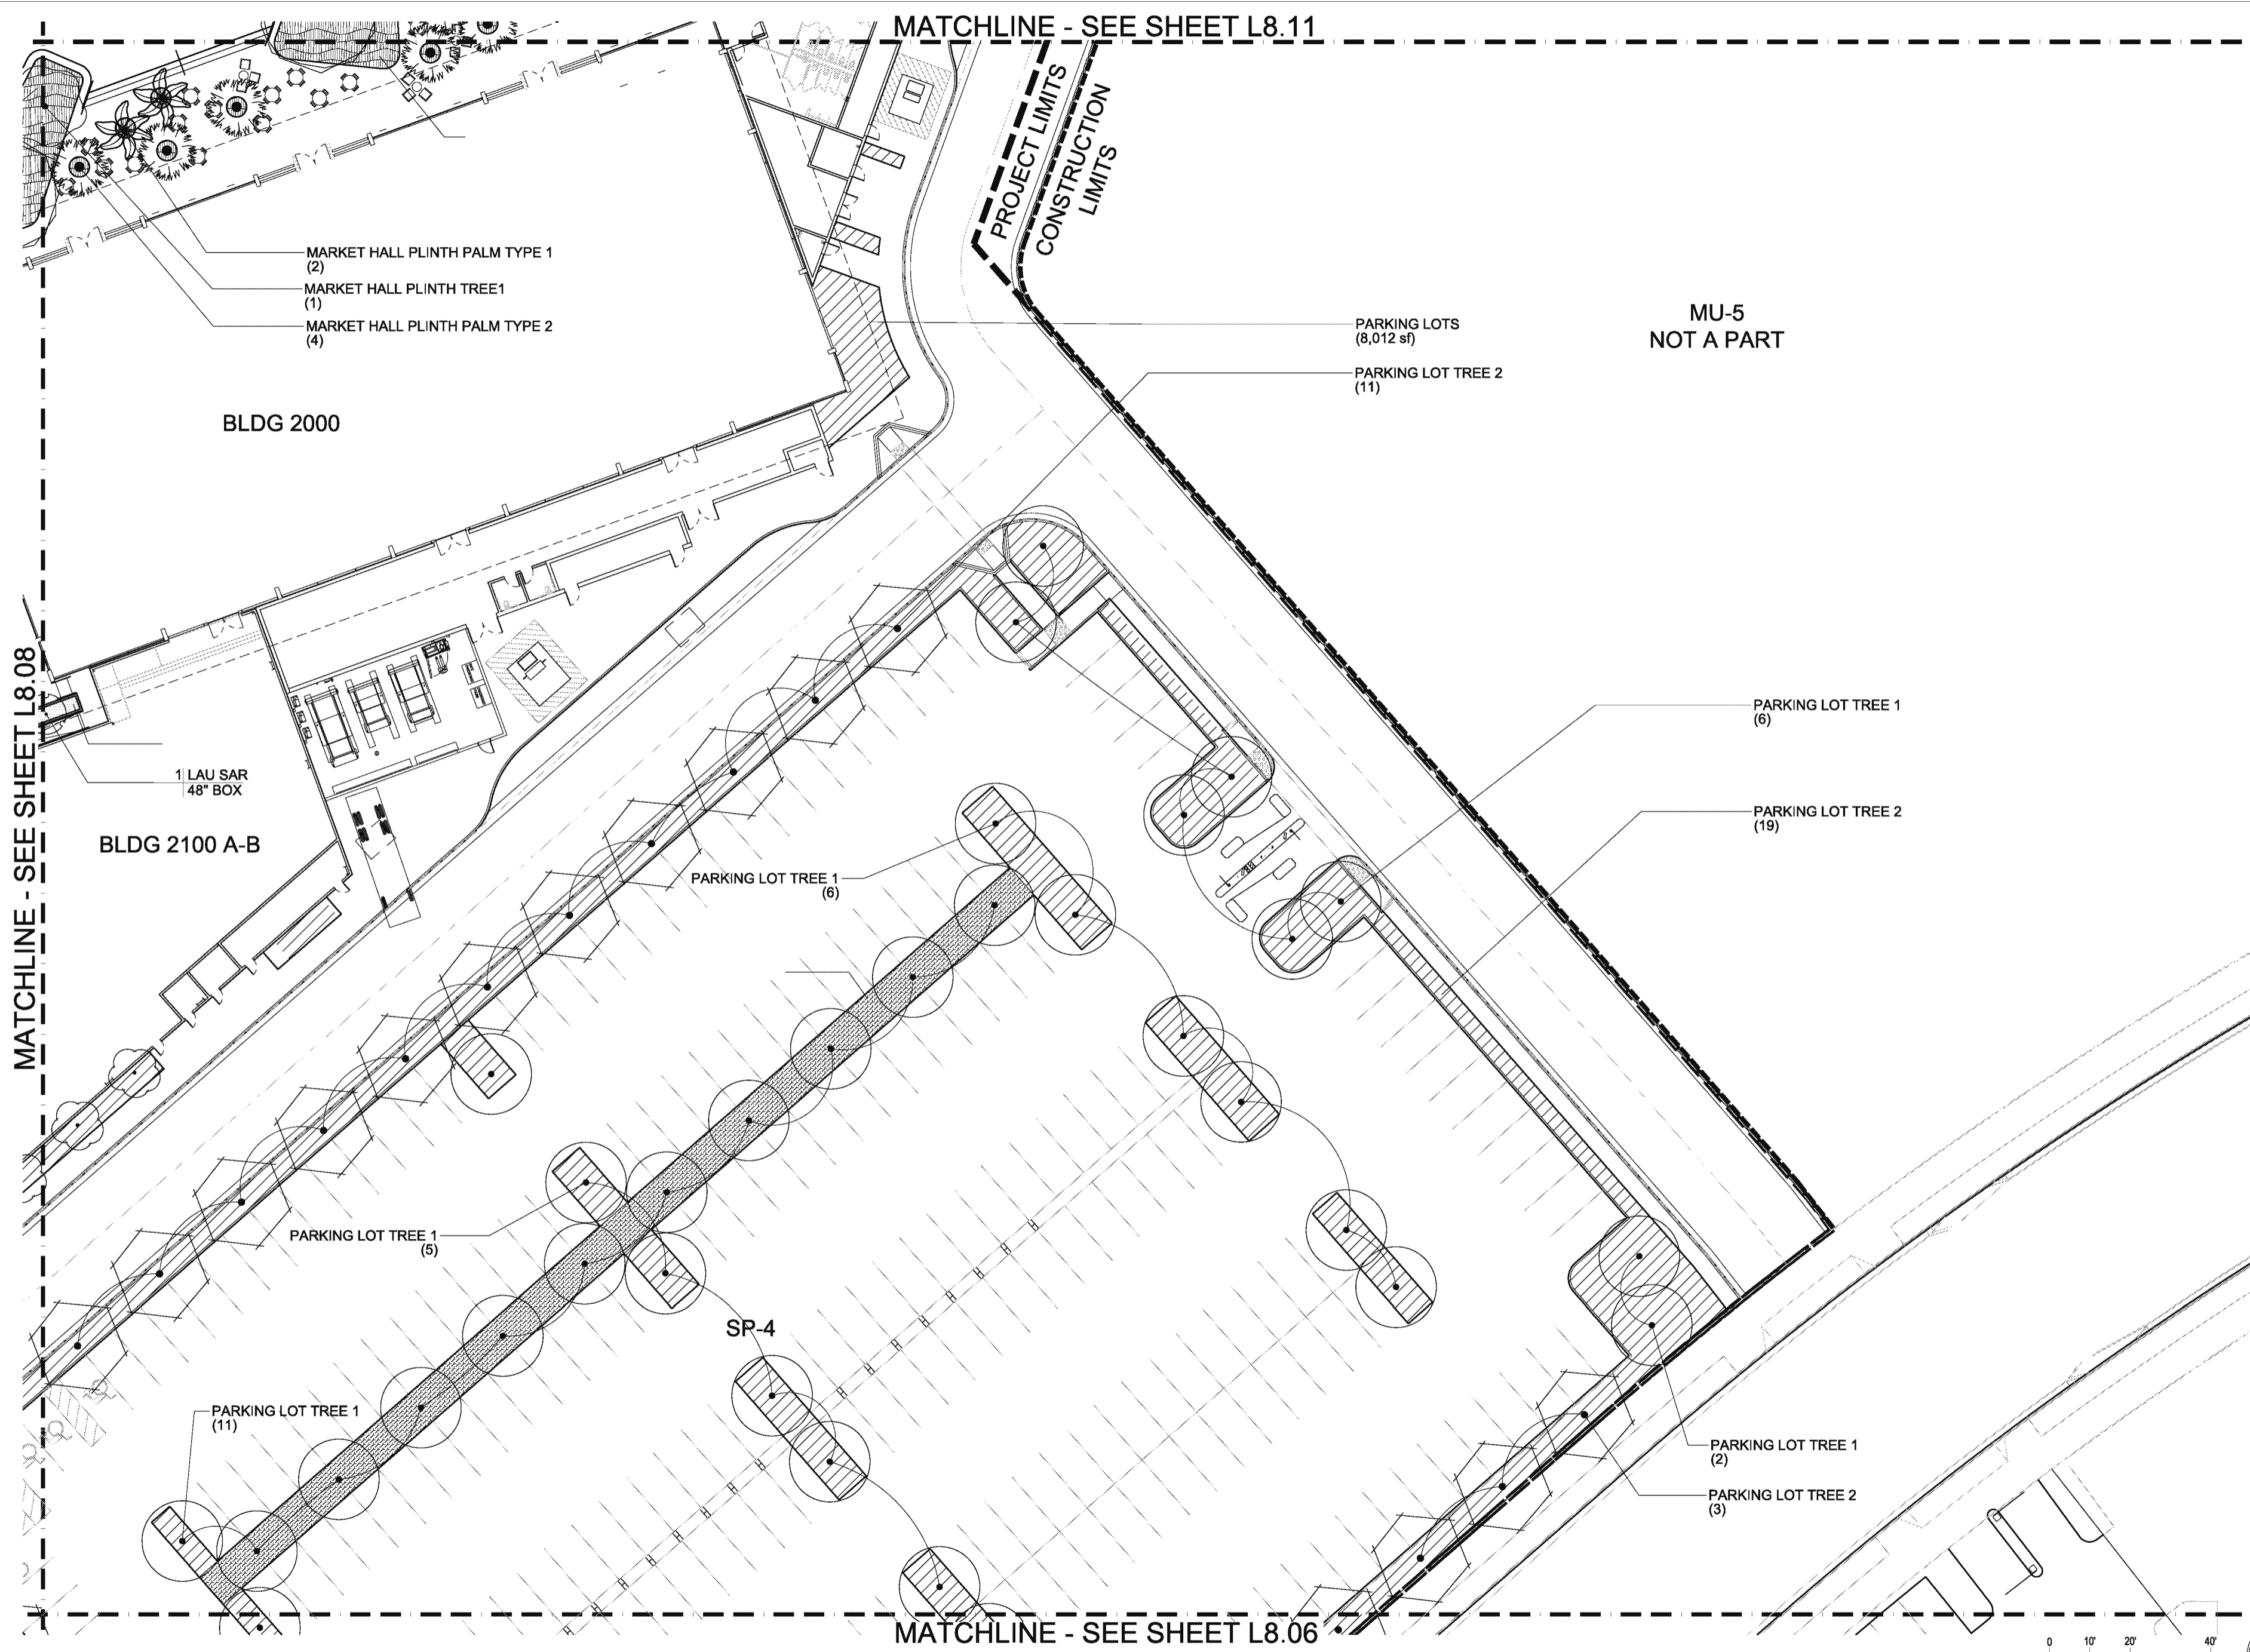 MATCHLINE - SEE SHEET L8.11
PROJECT LIMITS
CONSTRUCTION
LIMITS
MARKET HALL PLINTH PALM TYPE 1
(2)
MARKET HALL PLINTH TREE1
(1)
MARKET HALL PLINTH PALM TYPE 2
(4)
PARKING LOTS
(8,012 sf)
MU-5
NOT A PART
PARKING LOT TREE 2
(11)
BLDG 2000
MATCHLINE - SEE SHEET L8.08
PARKING LOT TREE 1
(6)
1 LAU SAR
48" BOX
PARKING LOT TREE 2
(19)
BLDG 2100 A-B
PARKING LOT TREE 1
(6)
PARKING LOT TREE 1
(5)
SP-4
PARKING LOT TREE 1
(11)
PARKING LOT TREE 1
(2)
PARKING LOT TREE 2
(3)
MATCHLINE - SEE SHEET L8.06
0 10' 20' 40'